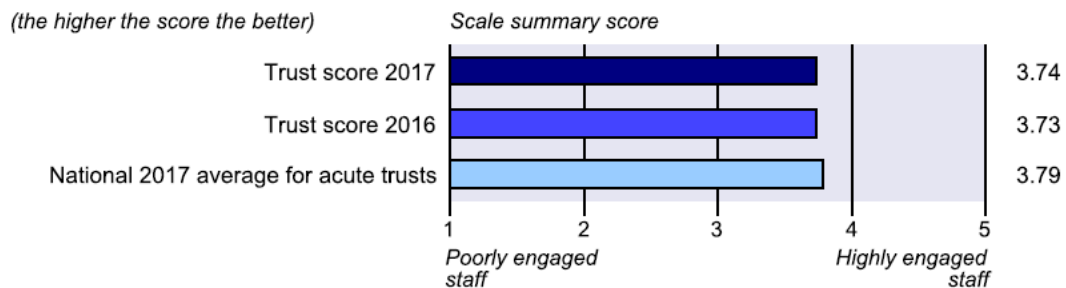 (the higher the score the better) Scale summary score
Trust score 2017 3.74
Trust score 2016 3.73
National 2017 average for acute trusts 3.79
1 2 3 4 5
Poorly engaged Highly engaged
staff staff